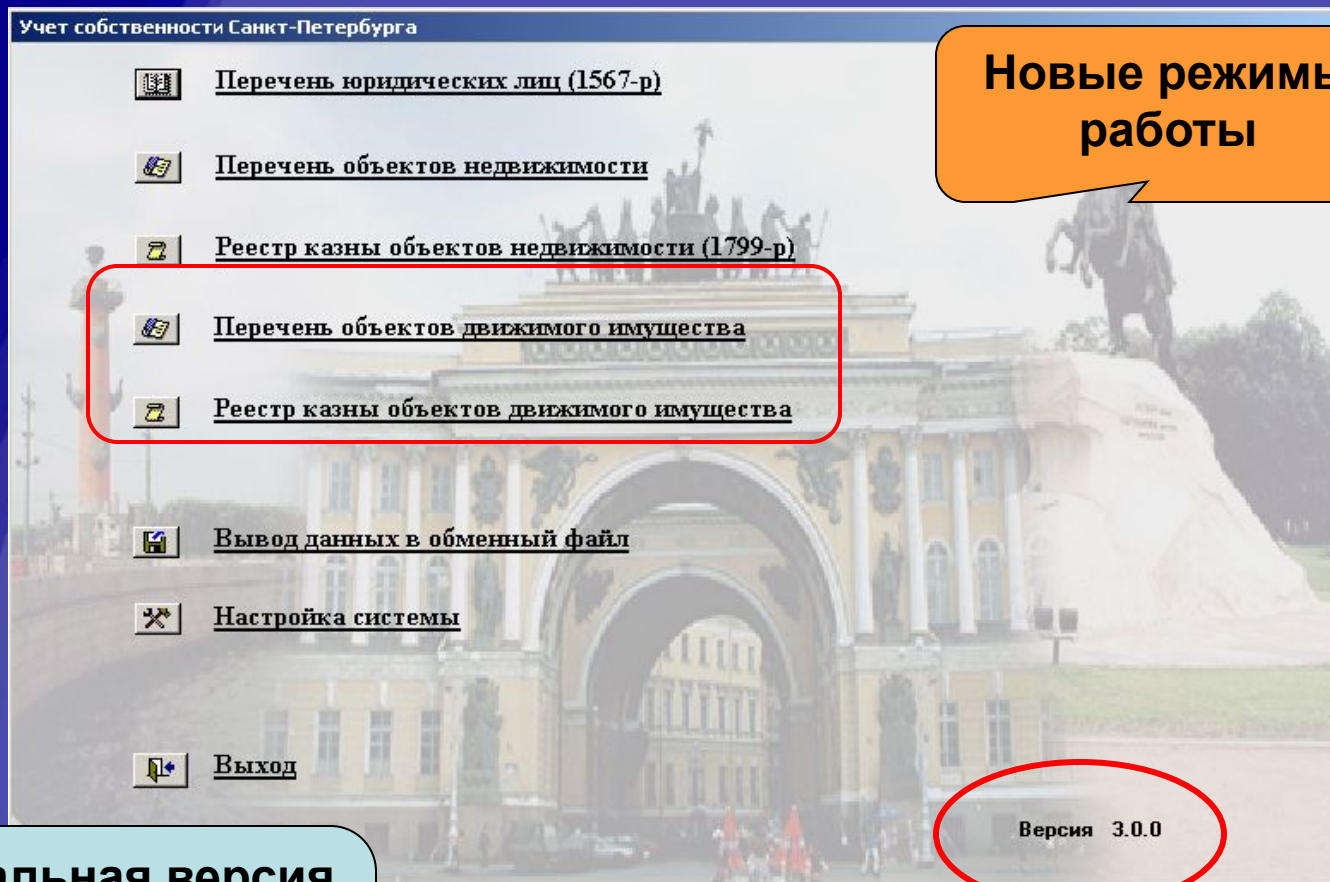 Учет собственности Санкт-Петербурга
Новые режимы
работы
Перечень юридических лиц (1567-р)
Перечень объектов недвижимости
Реестр казны объектов недвижимости (1799-р)
Перечень объектов движимого имущества
Реестр казны объектов движимого имущества
Вывод данных в обменный файл
Настройка системы
Выход
Версия 3.0.0
версия